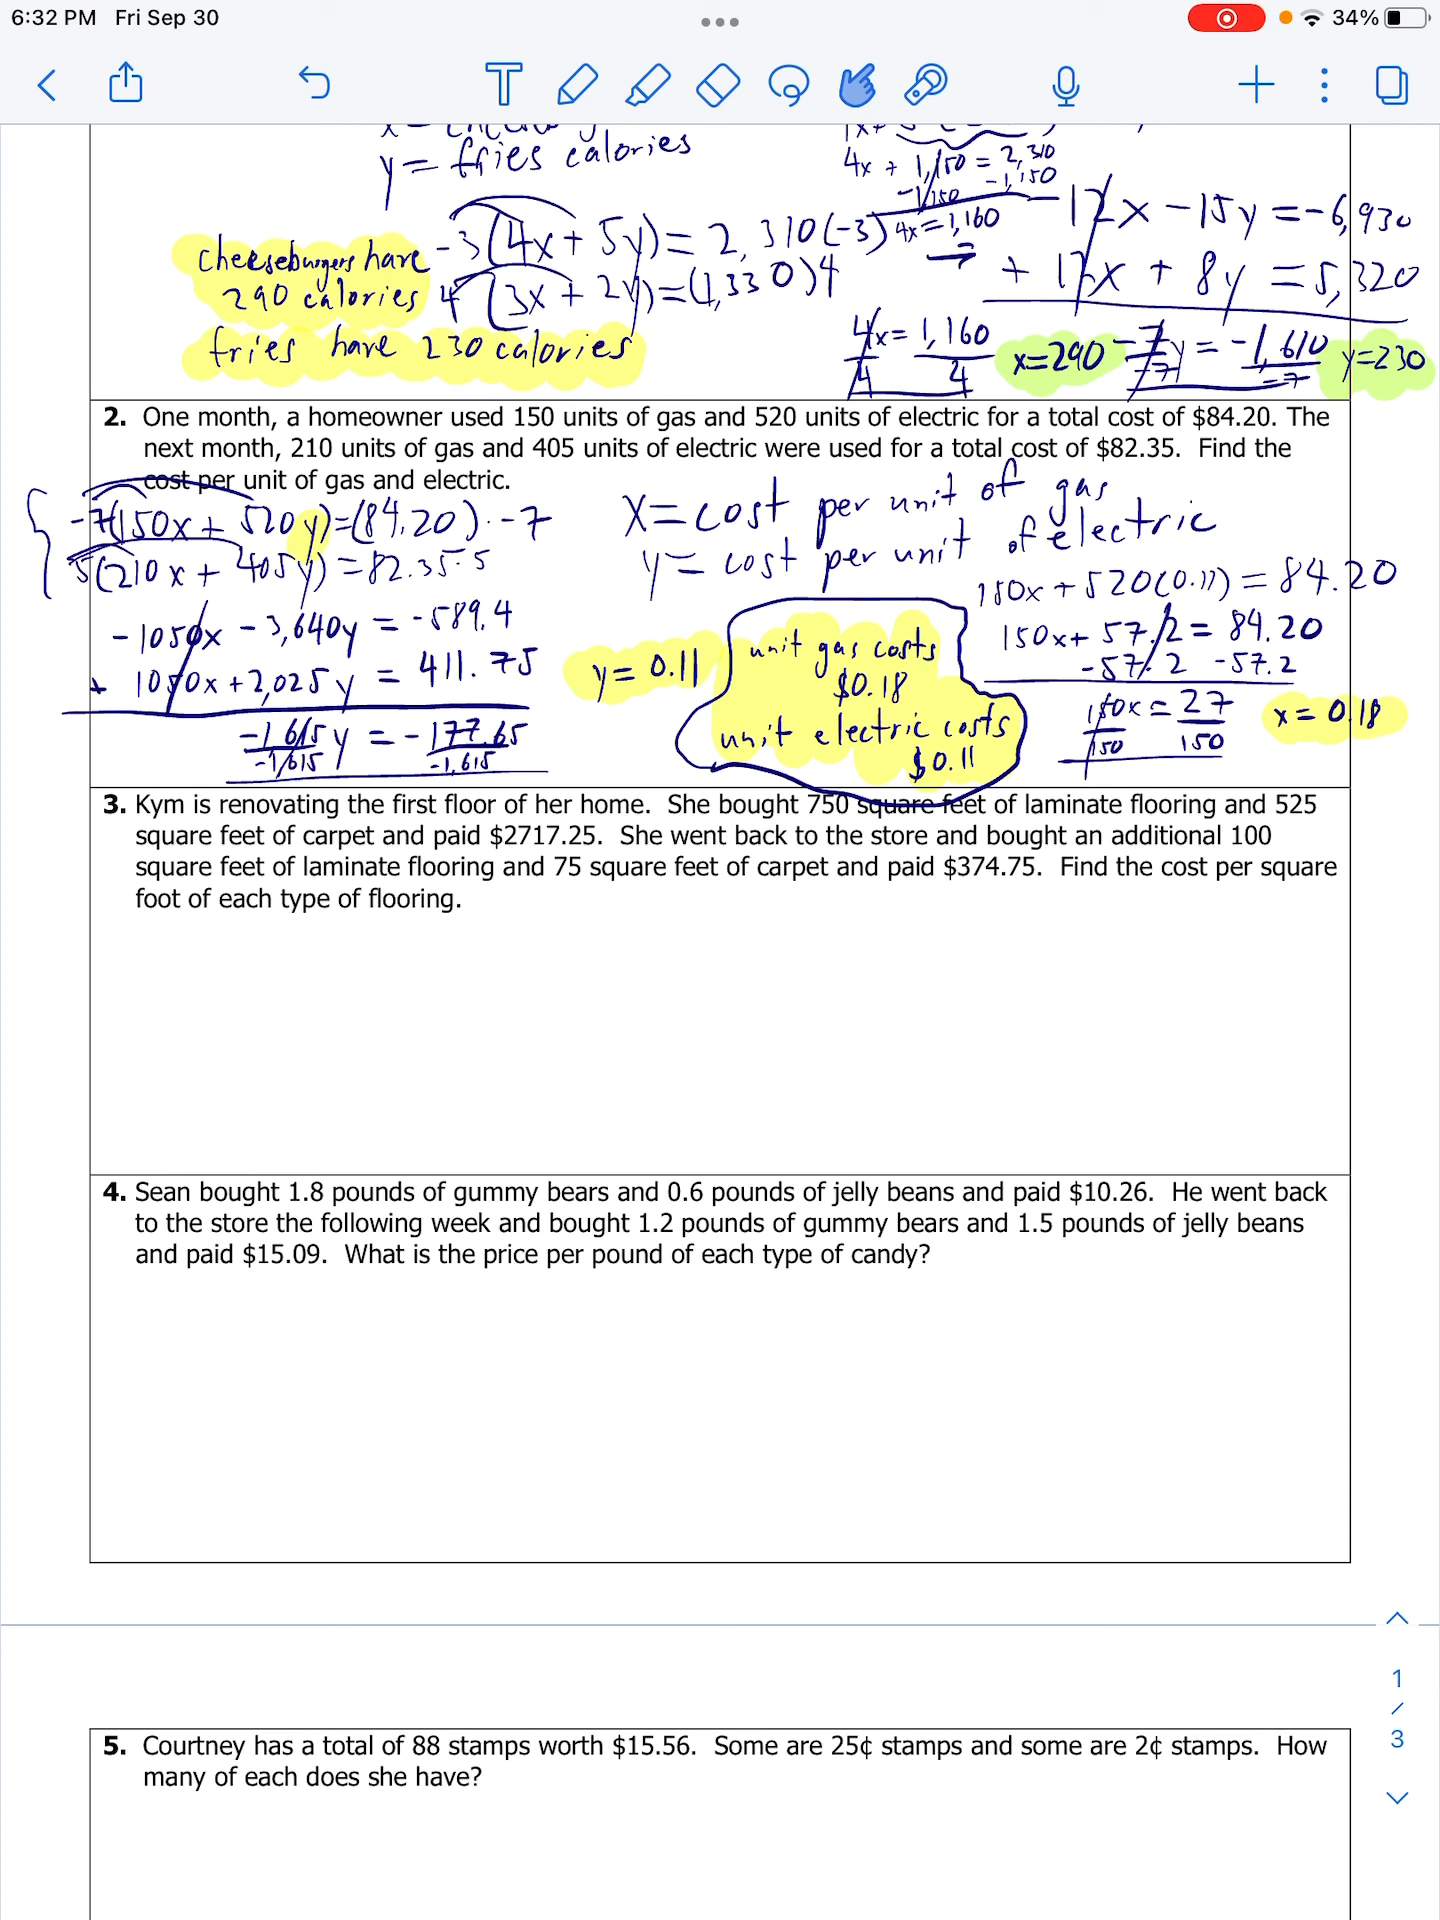 6:32 PM Fri Sep 30
34%
y = fries calories
4x + 1,150 = 2,310
-1,150 -1,150
4x = 1,160
cheeseburgers have
290 calories
fries have 230 calories
-3(4x + 5y) = 2,310(-3)
4(3x + 2y) = (1,330)4
-12x - 15y = -6,930
+ 12x + 8y = 5,320
4x = 1,160
4 4
x=290
-7y = -1,610
-7 -7
y=230
2. One month, a homeowner used 150 units of gas and 520 units of electric for a total cost of $84.20. The
next month, 210 units of gas and 405 units of electric were used for a total cost of $82.35. Find the
cost per unit of gas and electric.
-7(150x + 520y)=(84.20)·-7
5(210x + 405y) = 82.35·5
-1050x - 3,640y = -589.4
+ 1050x + 2,025y = 411.75
-1615y = -177.65
-1,615 -1,615
x = cost per unit of gas
y = cost per unit of electric
y = 0.11
unit gas costs
$0.18
unit electric costs
$0.11
150x + 520(0.11) = 84.20
150x + 57.2 = 84.20
-57.2 -57.2
150x = 27
150 150
x = 0.18
3. Kym is renovating the first floor of her home. She bought 750 square feet of laminate flooring and 525
square feet of carpet and paid $2717.25. She went back to the store and bought an additional 100
square feet of laminate flooring and 75 square feet of carpet and paid $374.75. Find the cost per square
foot of each type of flooring.
4. Sean bought 1.8 pounds of gummy bears and 0.6 pounds of jelly beans and paid $10.26. He went back
to the store the following week and bought 1.2 pounds of gummy bears and 1.5 pounds of jelly beans
and paid $15.09. What is the price per pound of each type of candy?
1
/
3
5. Courtney has a total of 88 stamps worth $15.56. Some are 25¢ stamps and some are 2¢ stamps. How
many of each does she have?